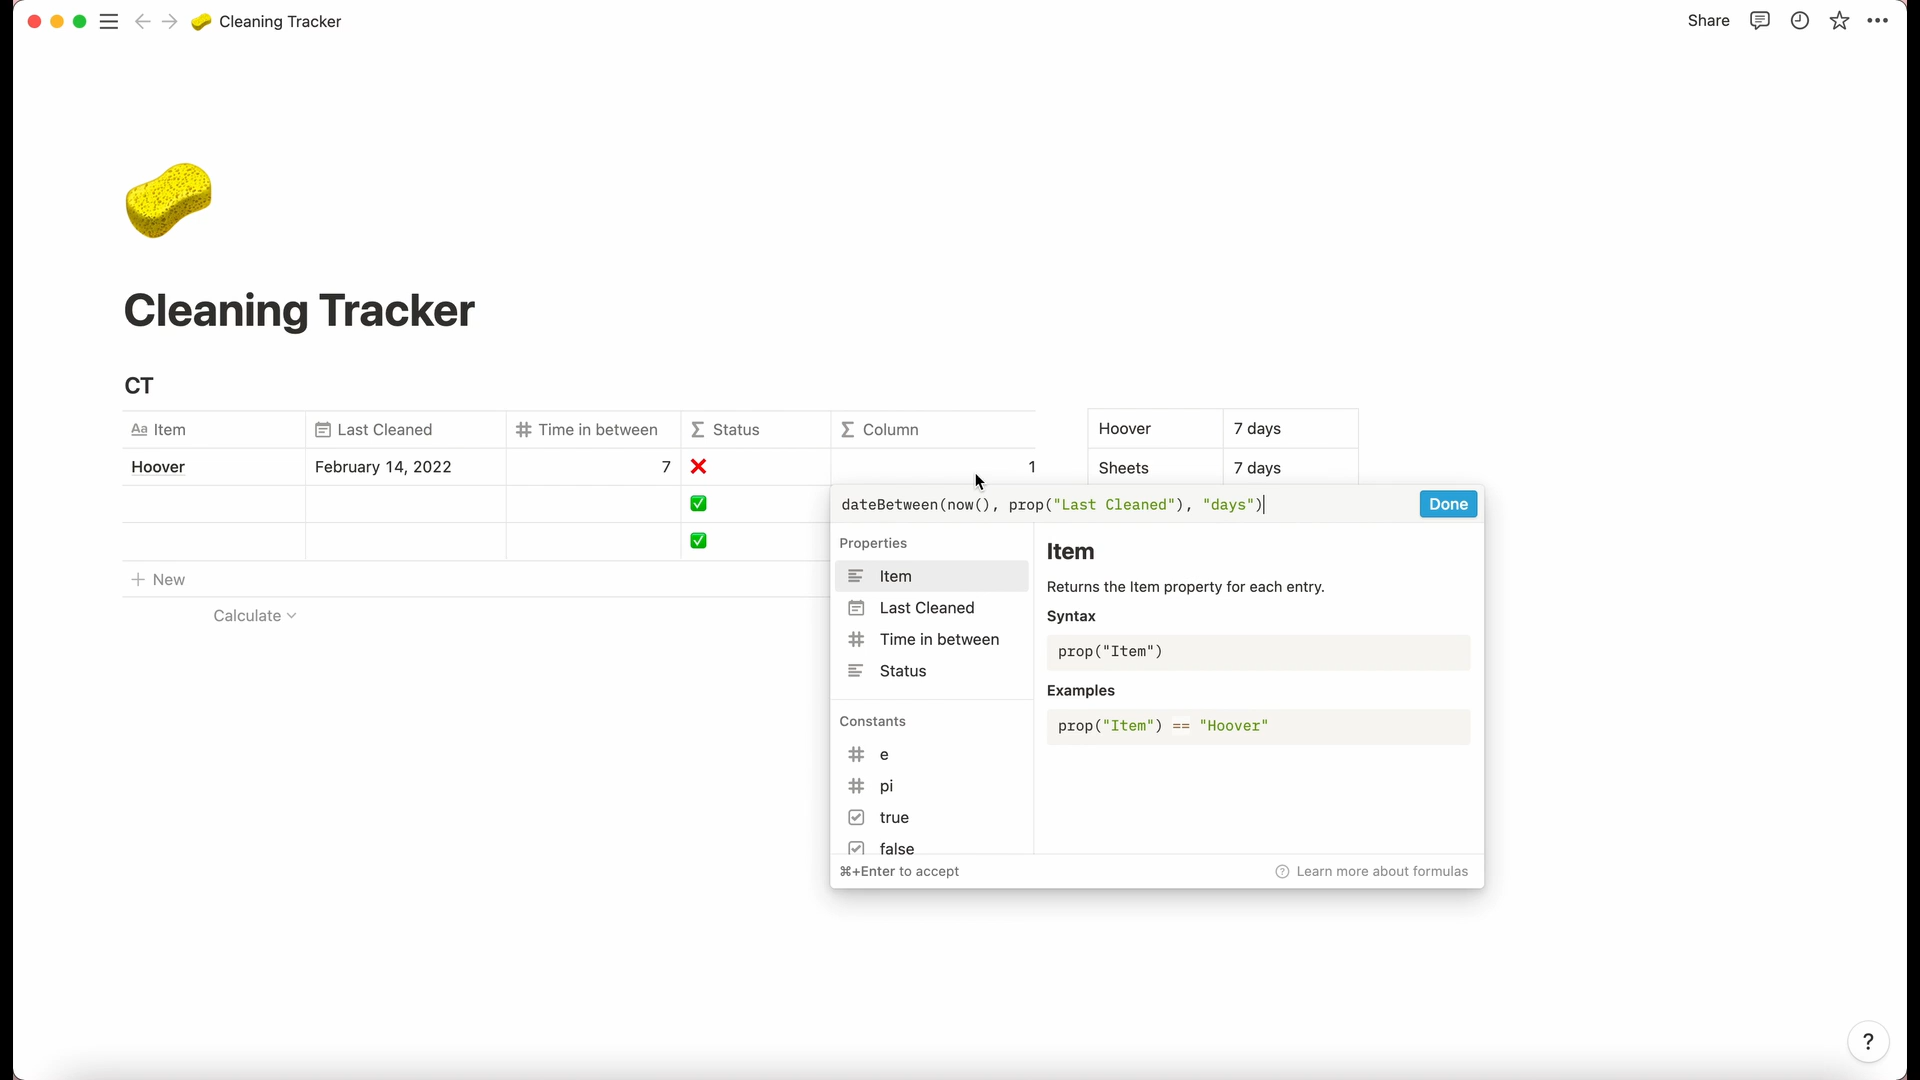 Cleaning Tracker
Share
Cleaning Tracker
CT
Aa Item
Last Cleaned
Time in between
Status
Column
Hoover
February 14, 2022
7
1
+ New
Calculate
Hoover
7 days
Sheets
7 days
dateBetween(now(), prop("Last Cleaned"), "days")
Done
Properties
Item
Last Cleaned
Time in between
Status
Constants
e
pi
true
false
Item
Returns the Item property for each entry.
Syntax
prop("Item")
Examples
prop("Item") == "Hoover"
⌘+Enter to accept
? Learn more about formulas
?